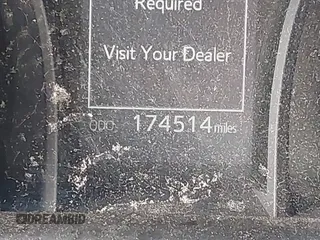 Required
Visit Your Dealer
ODO 174514 miles
DREAMBID